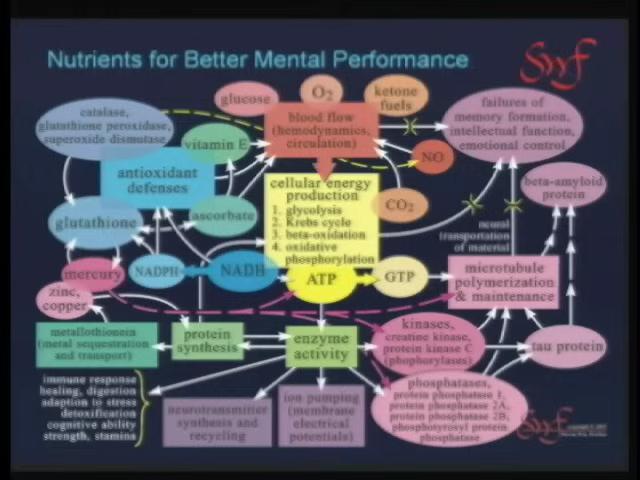 Nutrients for Better Mental Performance
Smf
glucose
O2
ketone
fuels
catalase,
glutathione peroxidase,
superoxide dismutase
vitamin E
blood flow
(hemodynamics,
circulation)
failures of
memory formation,
intellectual function,
emotional control
NO
antioxidant
defenses
cellular energy
production
1. glycolysis
2. Krebs cycle
3. beta-oxidation
4. oxidative
phosphorylation
beta-amyloid
protein
CO2
glutathione
ascorbate
neural
transportation
of material
mercury
NADPH
NADH
ATP
GTP
microtubule
polymerization
& maintenance
zinc,
copper
metallothionein
(metal sequestration
and transport)
protein
synthesis
enzyme
activity
kinases,
creatine kinase,
protein kinase C
(phophorylases)
tau protein
immune response
healing, digestion
adaption to stress
detoxification
cognitive ability
strength, stamina
neurotransmitter
synthesis and
recycling
ion pumping
(membrane
electrical
potentials)
phosphatases,
protein phosphatase 1,
protein phosphatase 2A,
protein phosphatase 2B,
phosphotyrosyl protein
phosphatase
Smf